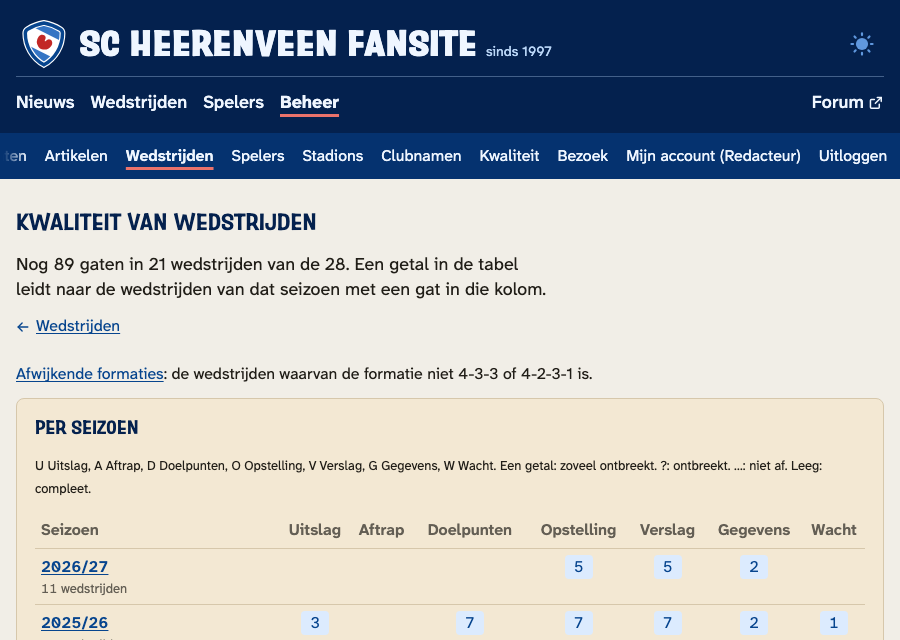 SC HEERENVEEN FANSITE sinds 1997
Nieuws Wedstrijden Spelers Beheer Forum
Artikelen Wedstrijden Spelers Stadions Clubnamen Kwaliteit Bezoek Mijn account (Redacteur) Uitloggen
KWALITEIT VAN WEDSTRIJDEN
Nog 89 gaten in 21 wedstrijden van de 28. Een getal in de tabel
leidt naar de wedstrijden van dat seizoen met een gat in die kolom.
← Wedstrijden
Afwijkende formaties: de wedstrijden waarvan de formatie niet 4-3-3 of 4-2-3-1 is.
PER SEIZOEN
U Uitslag, A Aftrap, D Doelpunten, O Opstelling, V Verslag, G Gegevens, W Wacht. Een getal: zoveel ontbreekt. ?: ontbreekt. …: niet af. Leeg:
compleet.
Seizoen Uitslag Aftrap Doelpunten Opstelling Verslag Gegevens Wacht
2026/27 5 5 2
11 wedstrijden
2025/26 3 7 7 7 2 1